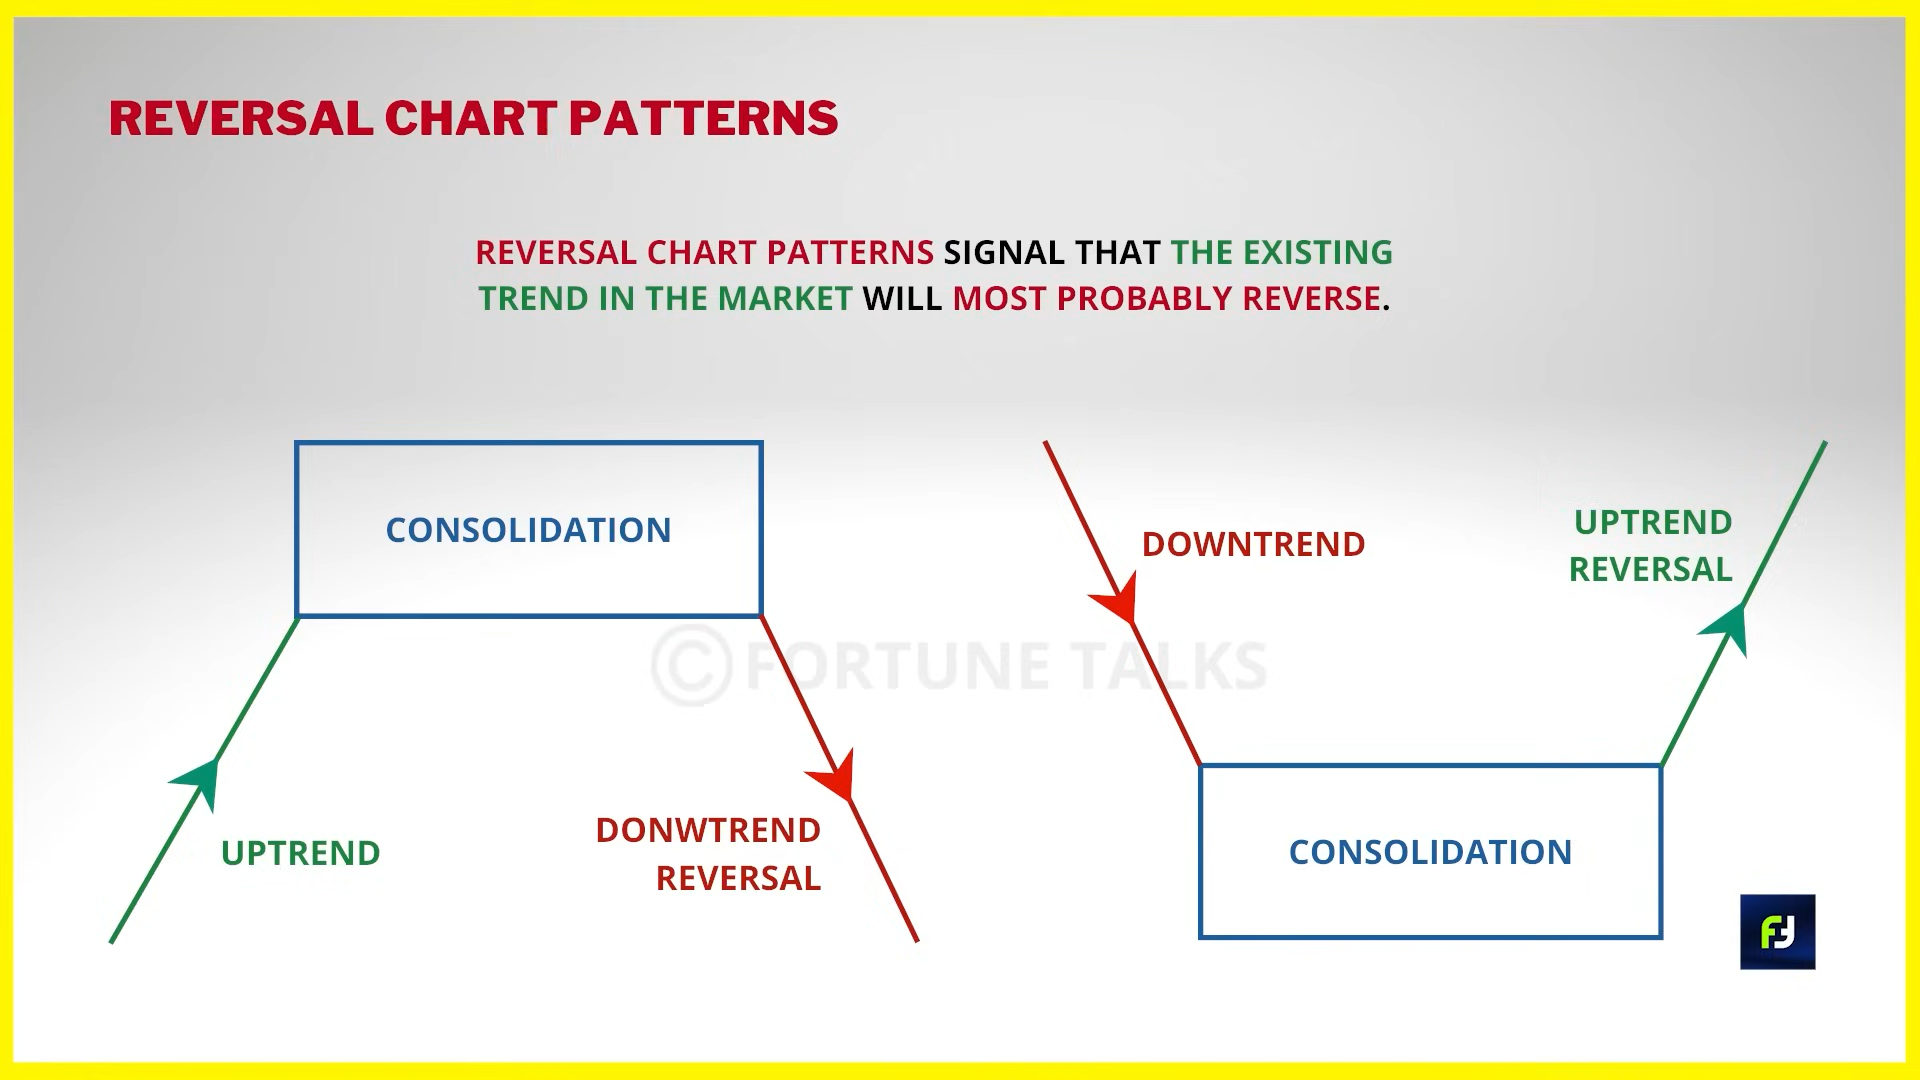 REVERSAL CHART PATTERNS
REVERSAL CHART PATTERNS SIGNAL THAT THE EXISTING
TREND IN THE MARKET WILL MOST PROBABLY REVERSE.
CONSOLIDATION
UPTREND
DONWTREND
REVERSAL
DOWNTREND
UPTREND
REVERSAL
CONSOLIDATION
© FORTUNE TALKS